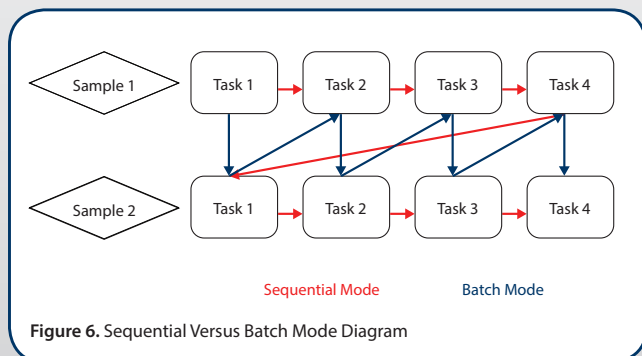 Sample 1 Task 1 Task 2 Task 3 Task 4
Sample 2 Task 1 Task 2 Task 3 Task 4
Sequential Mode Batch Mode
Figure 6. Sequential Versus Batch Mode Diagram